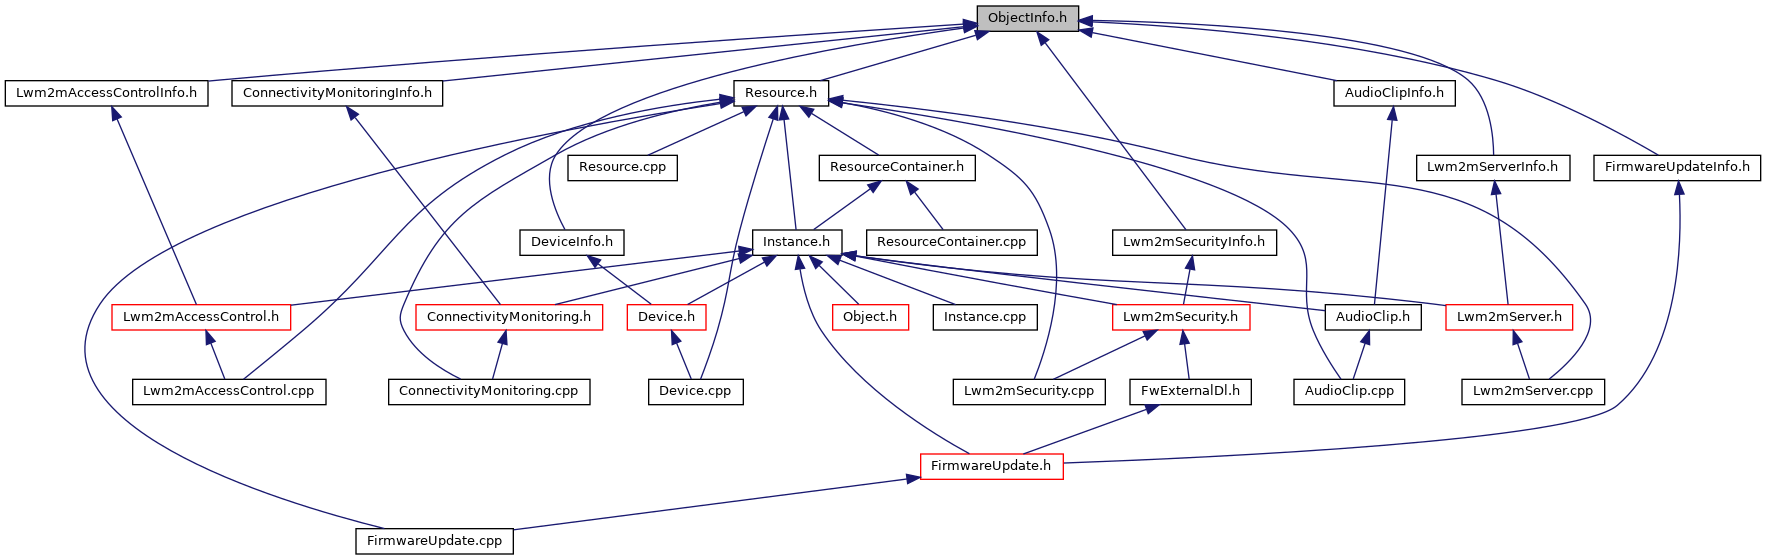 ObjectInfo.h
Lwm2mAccessControlInfo.h
ConnectivityMonitoringInfo.h
Resource.h
AudioClipInfo.h
Resource.cpp
ResourceContainer.h
Lwm2mServerInfo.h
FirmwareUpdateInfo.h
DeviceInfo.h
Instance.h
ResourceContainer.cpp
Lwm2mSecurityInfo.h
Lwm2mAccessControl.h
ConnectivityMonitoring.h
Device.h
Object.h
Instance.cpp
Lwm2mSecurity.h
AudioClip.h
Lwm2mServer.h
Lwm2mAccessControl.cpp
ConnectivityMonitoring.cpp
Device.cpp
Lwm2mSecurity.cpp
FwExternalDl.h
AudioClip.cpp
Lwm2mServer.cpp
FirmwareUpdate.h
FirmwareUpdate.cpp